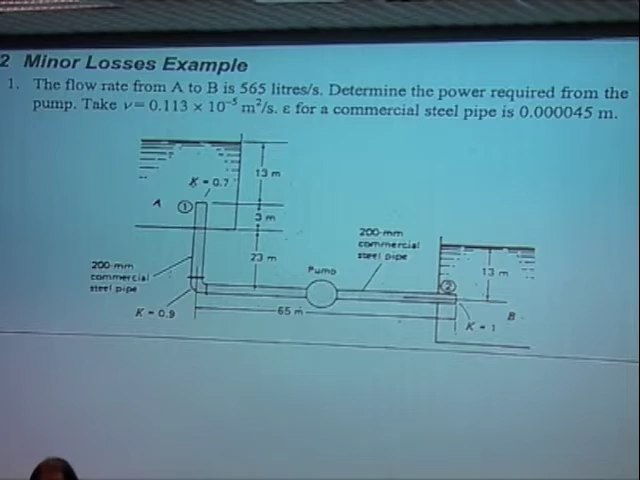 2 Minor Losses Example
1. The flow rate from A to B is 565 litres/s. Determine the power required from the
pump. Take ν= 0.113 × 10⁻⁵ m²/s. ε for a commercial steel pipe is 0.000045 m.
13 m
K - 0.7
A
1
3 m
200-mm
commercial
steel pipe
23 m
Pump
200-mm
commercial
steel pipe
13 m
2
K - 0.9
65 m
B
K - 1